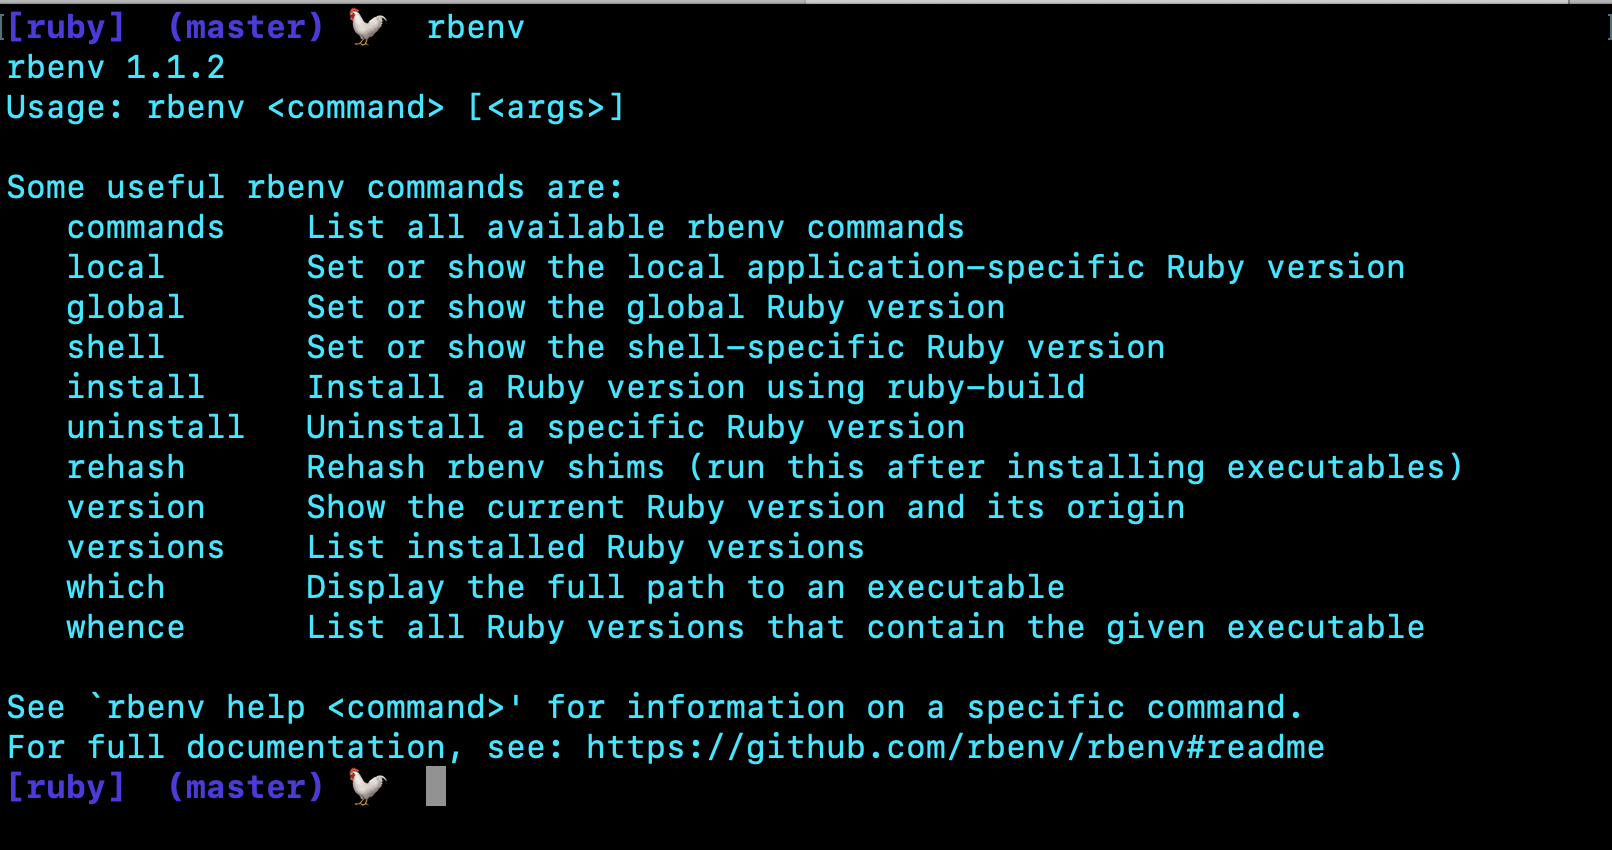 [ruby] (master) 🐓 rbenv
rbenv 1.1.2
Usage: rbenv <command> [<args>]

Some useful rbenv commands are:
   commands    List all available rbenv commands
   local       Set or show the local application-specific Ruby version
   global      Set or show the global Ruby version
   shell       Set or show the shell-specific Ruby version
   install     Install a Ruby version using ruby-build
   uninstall   Uninstall a specific Ruby version
   rehash      Rehash rbenv shims (run this after installing executables)
   version     Show the current Ruby version and its origin
   versions    List installed Ruby versions
   which       Display the full path to an executable
   whence      List all Ruby versions that contain the given executable

See `rbenv help <command>' for information on a specific command.
For full documentation, see: https://github.com/rbenv/rbenv#readme
[ruby] (master) 🐓